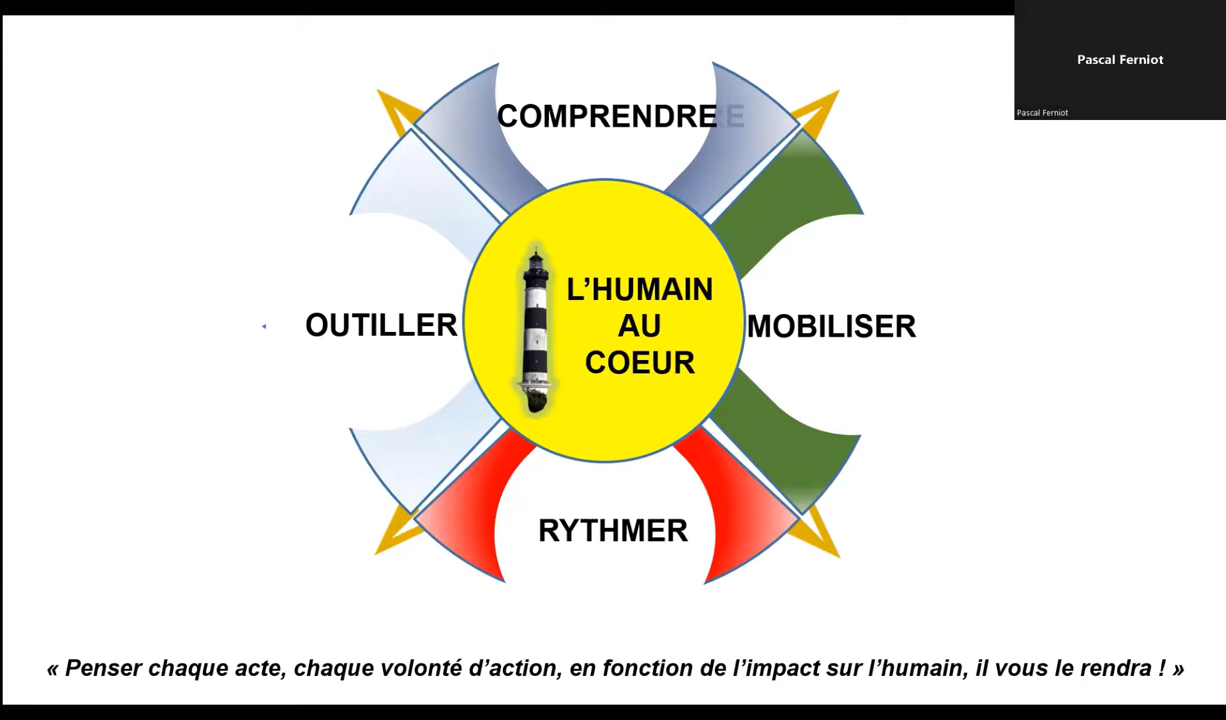 Pascal Ferniot
Pascal Ferniot
COMPRENDRE
L’HUMAIN
AU
COEUR
OUTILLER
MOBILISER
RYTHMER
« Penser chaque acte, chaque volonté d’action, en fonction de l’impact sur l’humain, il vous le rendra ! »